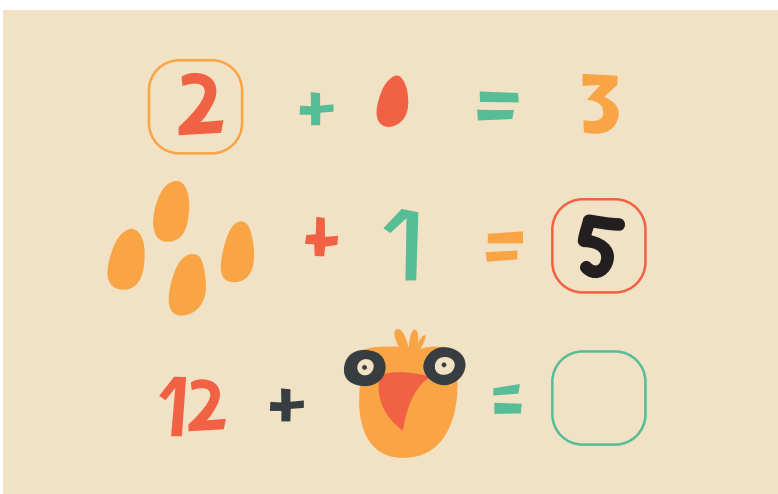 2 + = 3
+ 1 = 5
12 + =